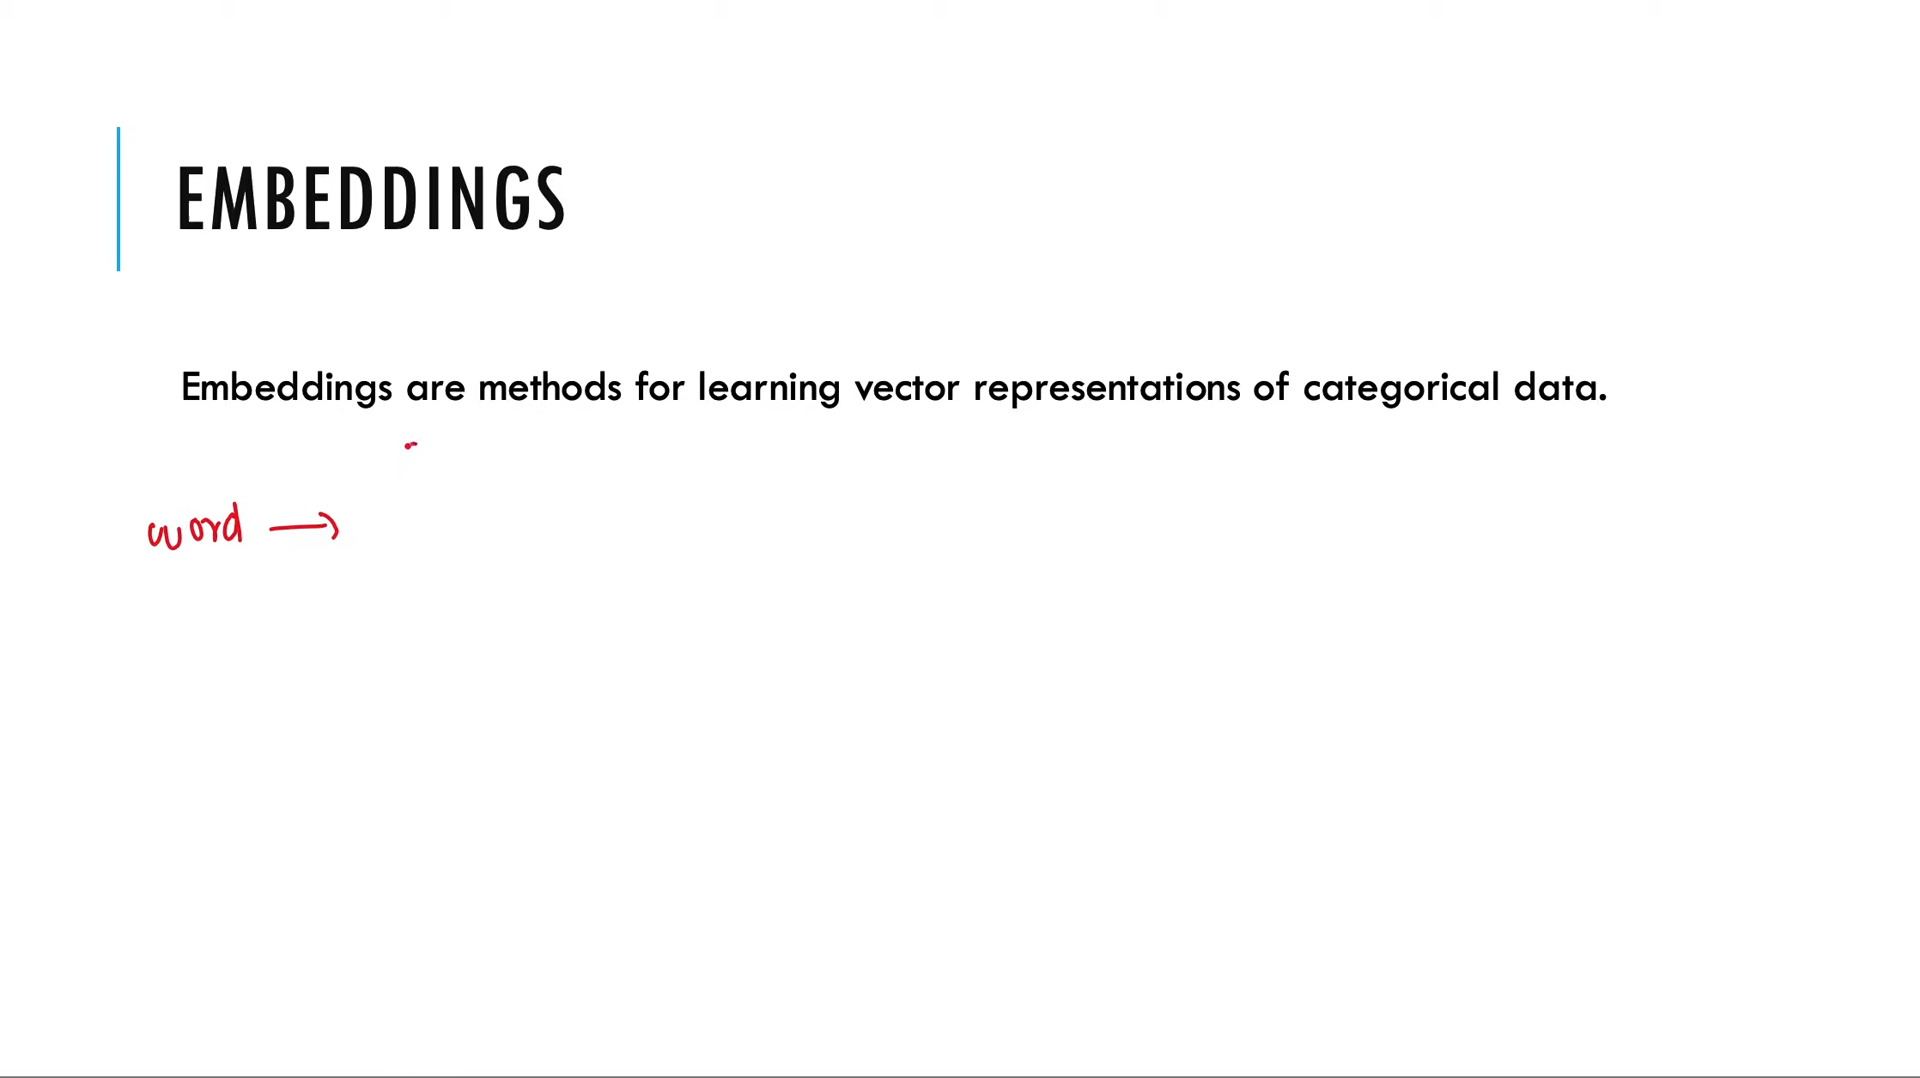 EMBEDDINGS
Embeddings are methods for learning vector representations of categorical data.
word →